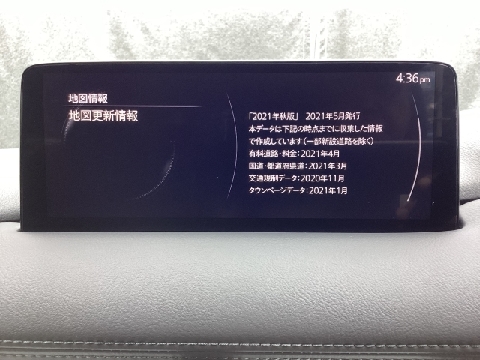 4:36pm
地図情報
地図更新情報
「2021年秋版」 2021年5月発行
本データは下記の時点までに収集した情報
で作成しています(一部新設道路を除く)
有料道路・料金:2021年4月
国道・都道府県道:2021年3月
交通規制データ:2020年11月
タウンページデータ:2021年1月